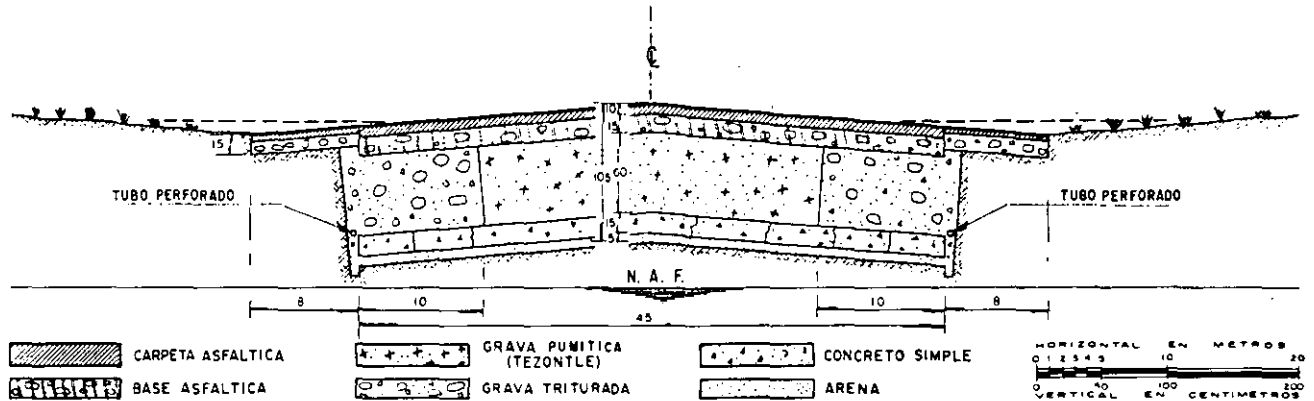 ℄
10
15
15
105
60
TUBO PERFORADO
TUBO PERFORADO
15
5
N. A. F.
8
10
10
8
45
CARPETA ASFALTICA
GRAVA PUMITICA
(TEZONTLE)
CONCRETO SIMPLE
BASE ASFALTICA
GRAVA TRITURADA
ARENA
HORIZONTAL EN METROS
0 1 2 3 4 5 10 20
0 50 100 200
VERTICAL EN CENTIMETROS